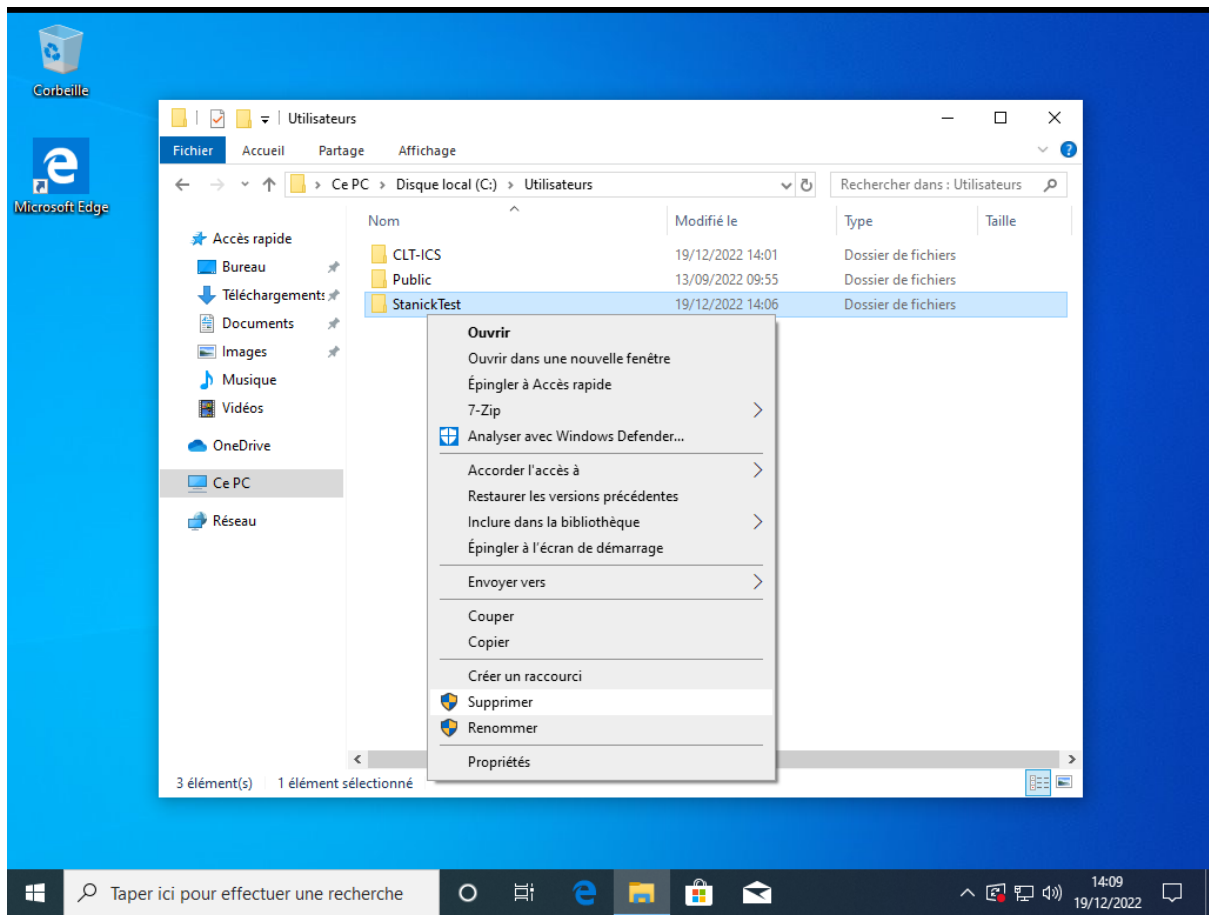 Corbeille
Microsoft Edge
Utilisateurs
Fichier Accueil Partage Affichage
Ce PC > Disque local (C:) > Utilisateurs
Rechercher dans : Utilisateurs
Nom Modifié le Type Taille
Accès rapide
Bureau
Téléchargements
Documents
Images
Musique
Vidéos
OneDrive
Ce PC
Réseau
CLT-ICS 19/12/2022 14:01 Dossier de fichiers
Public 13/09/2022 09:55 Dossier de fichiers
StanickTest 19/12/2022 14:06 Dossier de fichiers
Ouvrir
Ouvrir dans une nouvelle fenêtre
Épingler à Accès rapide
7-Zip
Analyser avec Windows Defender...
Accorder l'accès à
Restaurer les versions précédentes
Inclure dans la bibliothèque
Épingler à l'écran de démarrage
Envoyer vers
Couper
Copier
Créer un raccourci
Supprimer
Renommer
Propriétés
3 élément(s) 1 élément sélectionné
Taper ici pour effectuer une recherche
14:09
19/12/2022